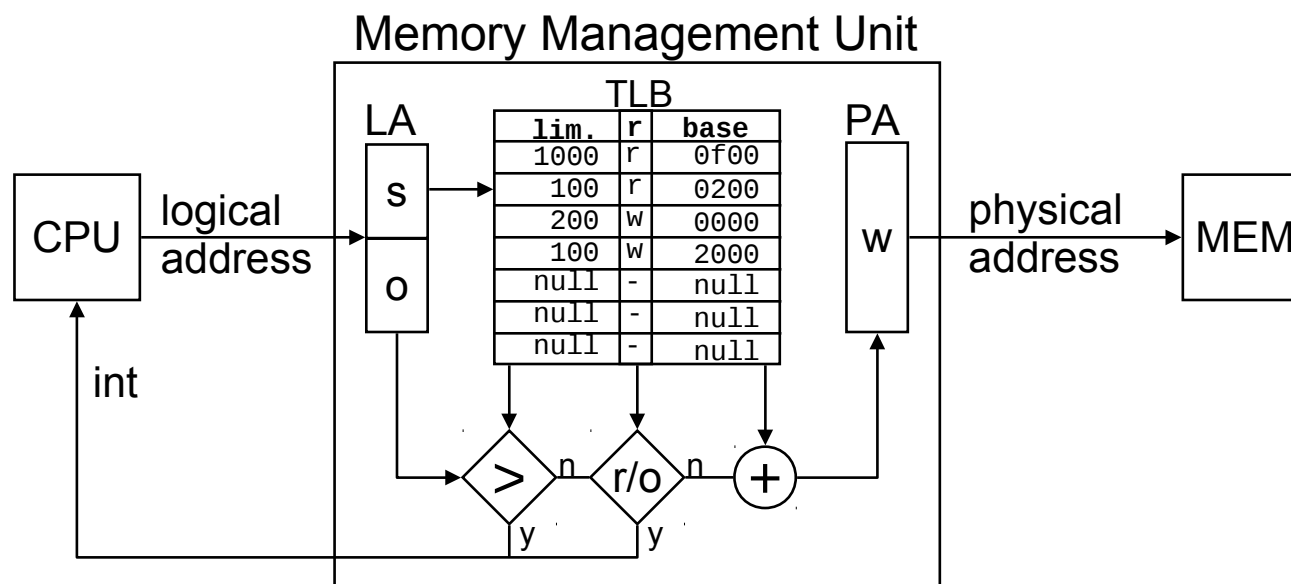 Memory Management Unit
TLB
LA
PA
lim. r base
1000 r 0f00
100 r 0200
200 w 0000
100 w 2000
null - null
null - null
null - null
s
o
w
CPU
logical
address
physical
address
MEM
int
>
n
r/o
n
+
y
y